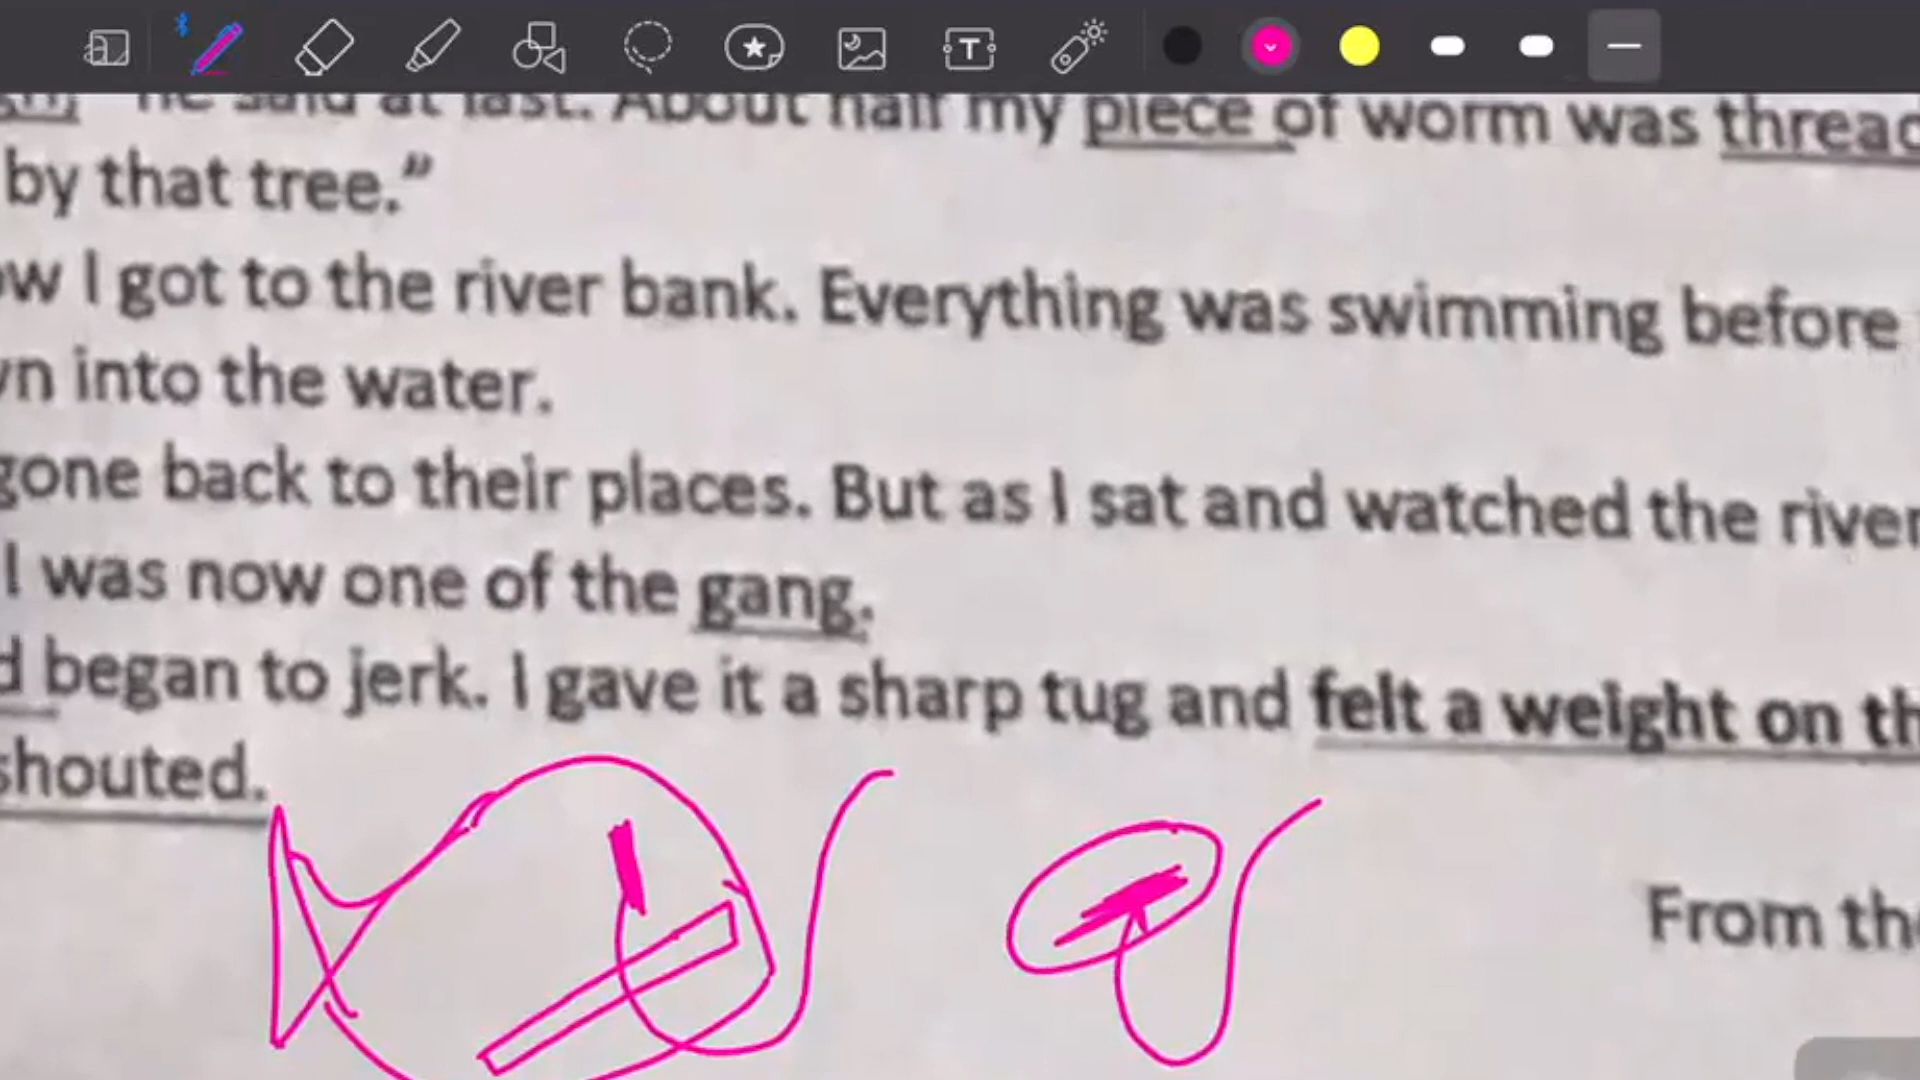 he said at last. About half my piece of worm was
by that tree.”
I got to the river bank. Everything was swimming before
into the water.
gone back to their places. But as I sat and watched the river
I was now one of the gang.
began to jerk. I gave it a sharp tug and felt a weight on
shouted.
From